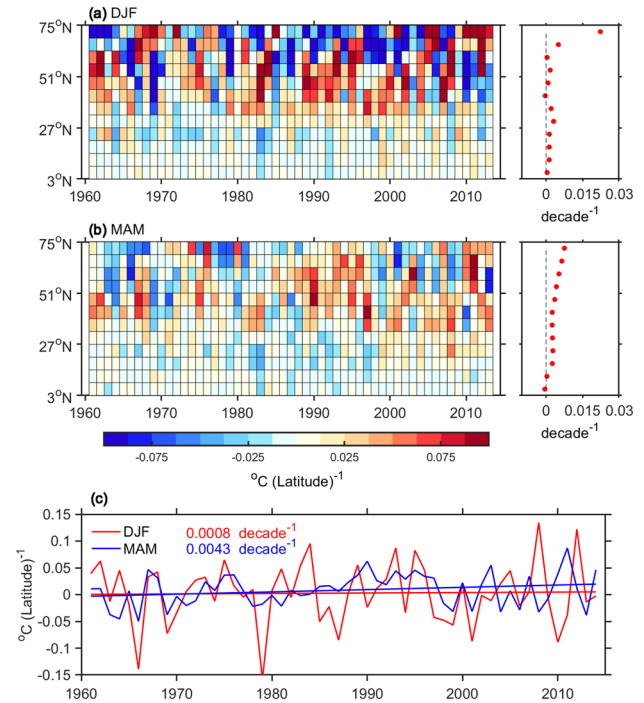 (a) DJF
75°N
51°N
27°N
3°N
1960 1970 1980 1990 2000 2010
0 0.015 0.03
decade⁻¹
(b) MAM
75°N
51°N
27°N
3°N
1960 1970 1980 1990 2000 2010
0 0.015 0.03
decade⁻¹
-0.075 -0.025 0.025 0.075
°C (Latitude)⁻¹
(c)
0.15
0.1
0.05
0
-0.05
-0.1
-0.15
°C (Latitude)⁻¹
DJF 0.0008 decade⁻¹
MAM 0.0043 decade⁻¹
1960 1970 1980 1990 2000 2010